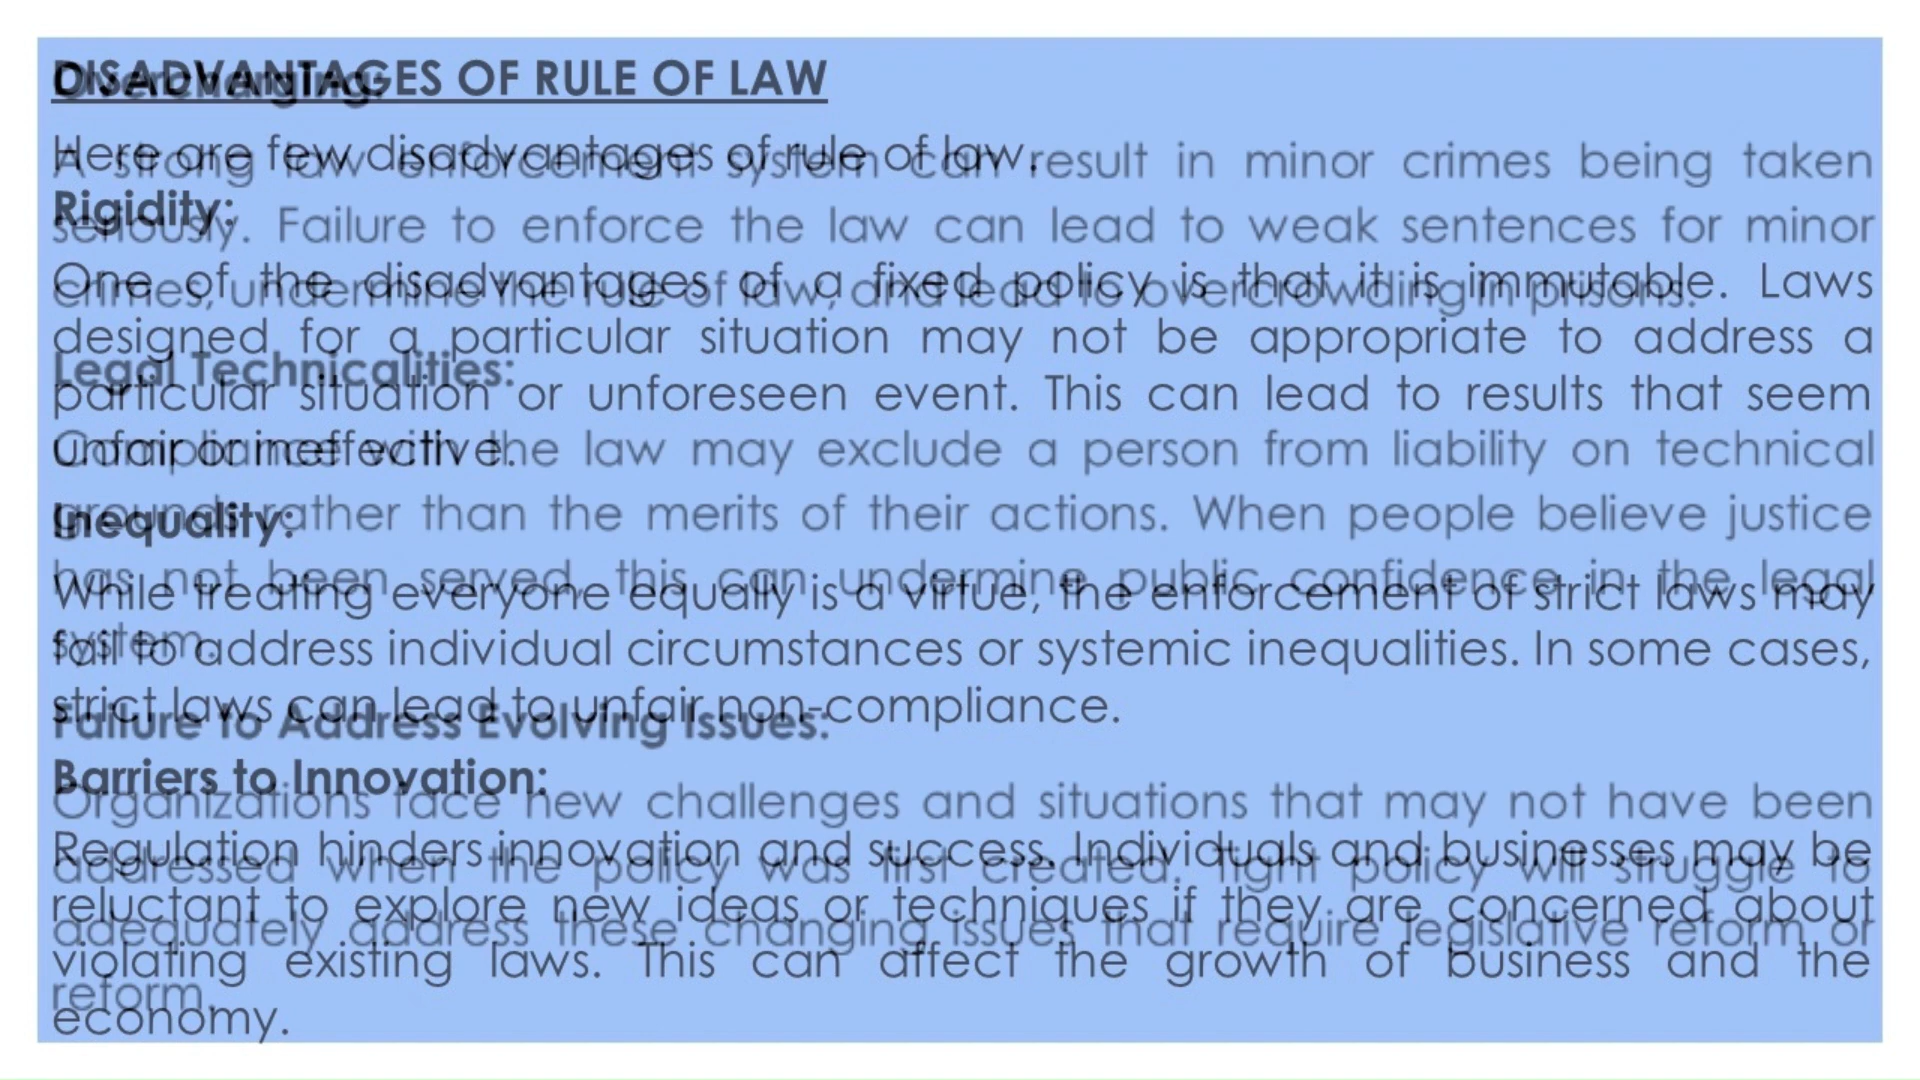 DISADVANTAGES OF RULE OF LAW
Here are few disadvantages of rule of law.
Rigidity:
One of the disadvantages of a fixed policy is that it is immutable. Laws
designed for a particular situation may not be appropriate to address a
particular situation or unforeseen event. This can lead to results that seem
unfair or ineffective.
Inequality:
While treating everyone equally is a virtue, the enforcement of strict laws may
fail to address individual circumstances or systemic inequalities. In some cases,
strict laws can lead to unfair non-compliance.
Barriers to Innovation:
Regulation hinders innovation and success. Individuals and businesses may be
reluctant to explore new ideas or techniques if they are concerned about
violating existing laws. This can affect the growth of business and the
economy.
Overcharging:
A strong law enforcement system can result in minor crimes being taken
seriously. Failure to enforce the law can lead to weak sentences for minor
crimes, undermine the rule of law, and lead to overcrowding in prisons.
Legal Technicalities:
Compliance with the law may exclude a person from liability on technical
grounds rather than the merits of their actions. When people believe justice
has not been served, this can undermine public confidence in the legal
system.
Failure to Address Evolving Issues:
Organizations face new challenges and situations that may not have been
addressed when the policy was first created. Tight policy will struggle to
adequately address these changing issues that require legislative reform or
reform.